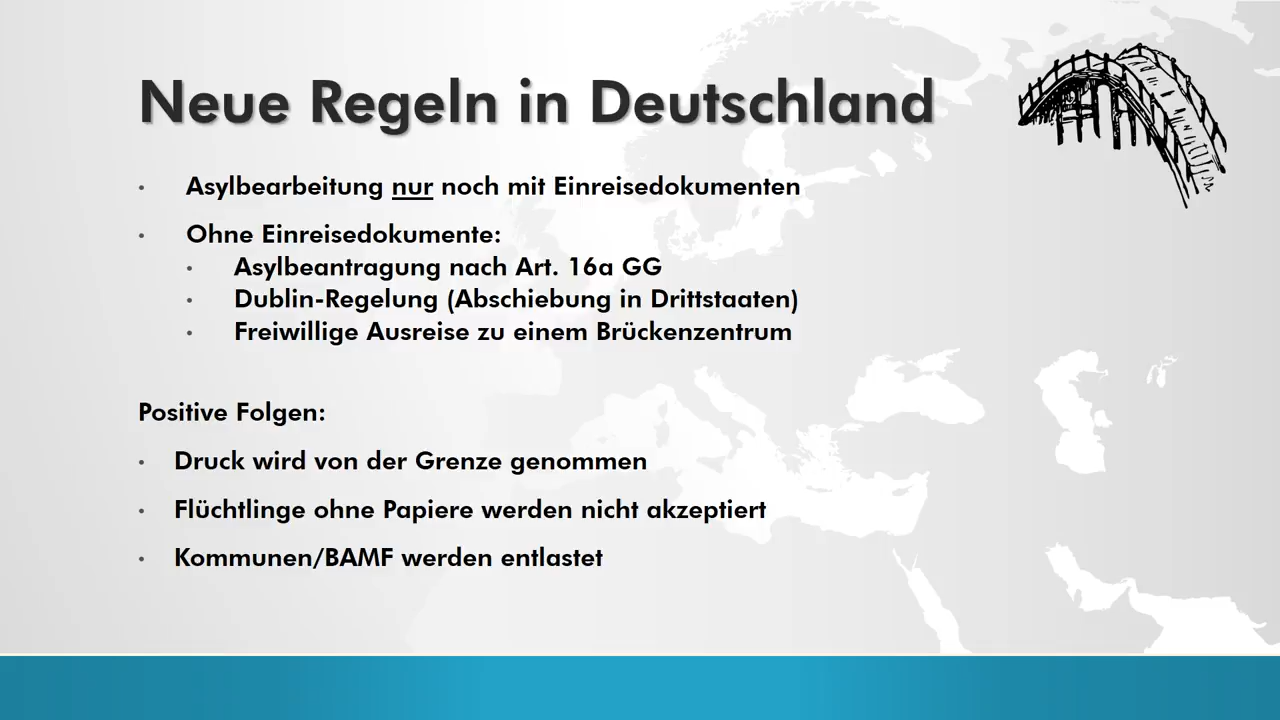 Neue Regeln in Deutschland
• Asylbearbeitung nur noch mit Einreisedokumenten
• Ohne Einreisedokumente:
• Asylbeantragung nach Art. 16a GG
• Dublin-Regelung (Abschiebung in Drittstaaten)
• Freiwillige Ausreise zu einem Brückenzentrum
Positive Folgen:
• Druck wird von der Grenze genommen
• Flüchtlinge ohne Papiere werden nicht akzeptiert
• Kommunen/BAMF werden entlastet